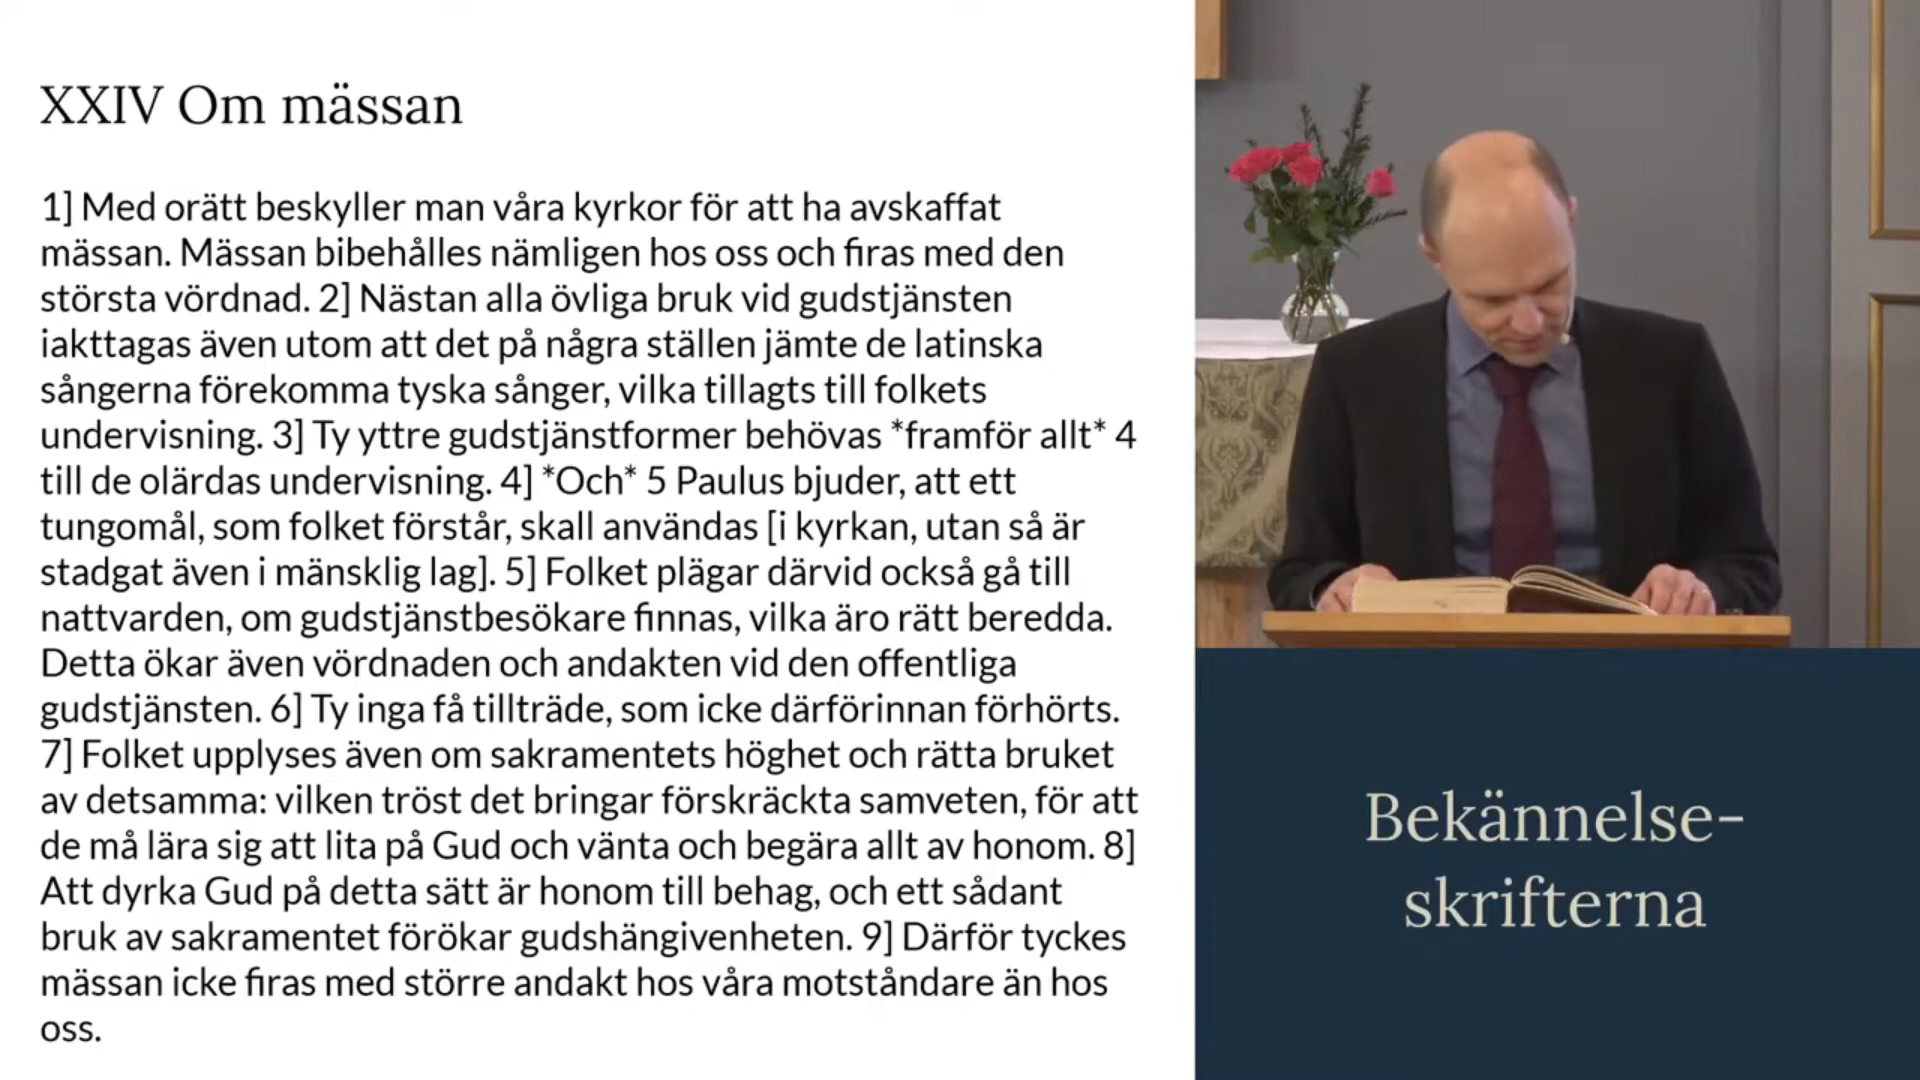 XXIV Om mässan
1] Med orätt beskyller man våra kyrkor för att ha avskaffat
mässan. Mässan bibehålles nämligen hos oss och firas med den
största vördnad. 2] Nästan alla övliga bruk vid gudstjänsten
iakttagas även utom att det på några ställen jämte de latinska
sångerna förekomma tyska sånger, vilka tillagts till folkets
undervisning. 3] Ty yttre gudstjänstformer behövas *framför allt* 4
till de olärdas undervisning. 4] *Och* 5 Paulus bjuder, att ett
tungomål, som folket förstår, skall användas [i kyrkan, utan så är
stadgat även i mänsklig lag]. 5] Folket plägar därvid också gå till
nattvarden, om gudstjänstbesökare finnas, vilka äro rätt beredda.
Detta ökar även vördnaden och andakten vid den offentliga
gudstjänsten. 6] Ty inga få tillträde, som icke därförinnan förhörts.
7] Folket upplyses även om sakramentets höghet och rätta bruket
av detsamma: vilken tröst det bringar förskräckta samveten, för att
de må lära sig att lita på Gud och vänta och begära allt av honom. 8]
Att dyrka Gud på detta sätt är honom till behag, och ett sådant
bruk av sakramentet förökar gudshängivenheten. 9] Därför tyckes
mässan icke firas med större andakt hos våra motståndare än hos
oss.
Bekännelse-
skrifterna